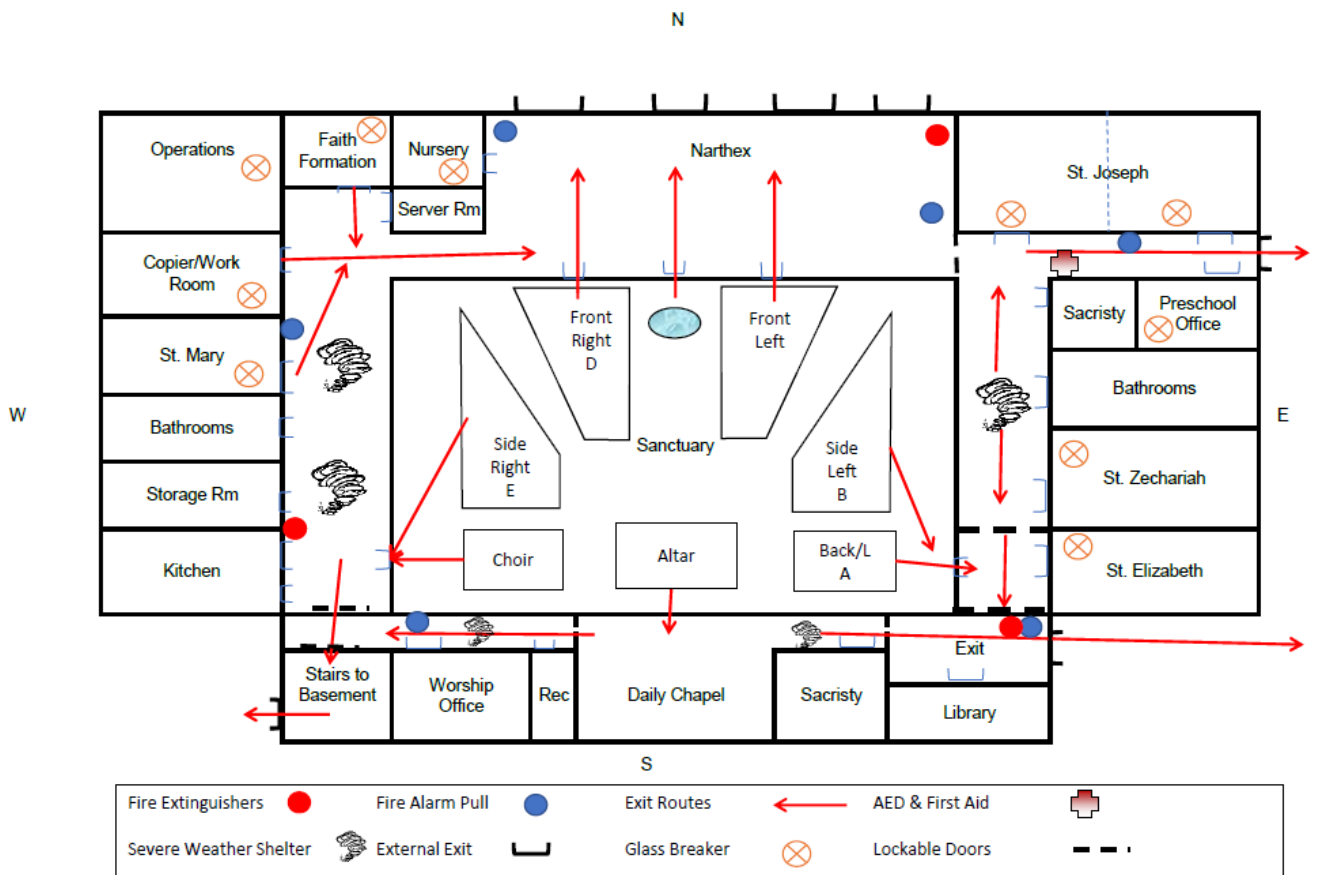 N
Operations
Faith
Formation
Nursery
Narthex
St. Joseph
Server Rm
Copier/Work
Room
Sacristy
Preschool
Office
Front
Right
D
Front
Left
St. Mary
W
Bathrooms
Sanctuary
Bathrooms
E
Side
Right
E
Side
Left
B
Storage Rm
St. Zechariah
Kitchen
Choir
Altar
Back/L
A
St. Elizabeth
Stairs to
Basement
Worship
Office
Rec
Daily Chapel
Sacristy
Exit
Library
S
Fire Extinguishers
Fire Alarm Pull
Exit Routes
AED & First Aid
Severe Weather Shelter
External Exit
Glass Breaker
Lockable Doors